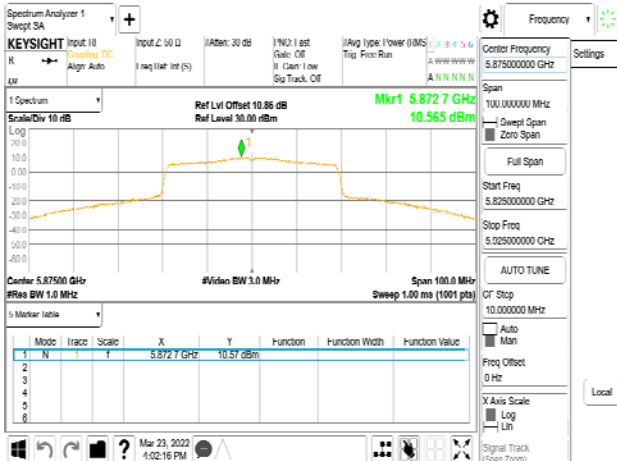 Spectrum Analyzer 1
Swept SA
+
Frequency
KEYSIGHT
R
Input: RF
Coupling: DC
Align: Auto
Input Z: 50 Ω
Freq Ref: Int (S)
#Atten: 30 dB
PNO: Fast
Gate: Off
IF Gain: Low
Sig Track: Off
#Avg Type: Power (RMS
Trig: Free Run
1 2 3 4 5 6
A W W W W W
A N N N N N
Center Frequency
5.875000000 GHz
Settings
Span
100.000000 MHz
Swept Span
Zero Span
Full Span
Start Freq
5.825000000 GHz
Stop Freq
5.925000000 GHz
AUTO TUNE
CF Step
10.000000 MHz
Auto
Man
Freq Offset
0 Hz
X Axis Scale
Log
Lin
Signal Track
(Span Zoom)
Local
1 Spectrum
Scale/Div 10 dB
Ref Lvl Offset 10.86 dB
Ref Level 30.00 dBm
Mkr1 5.872 7 GHz
10.565 dBm
Log
20.0
10.0
0.00
-10.0
-20.0
-30.0
-40.0
-50.0
-60.0
1
Center 5.87500 GHz
#Res BW 1.0 MHz
#Video BW 3.0 MHz
Span 100.0 MHz
Sweep 1.00 ms (1001 pts)
5 Marker Table
Mode Trace Scale X Y Function Function Width Function Value
1 N 1 f 5.872 7 GHz 10.57 dBm
2
3
4
5
6
?
Mar 23, 2022
4:02:16 PM